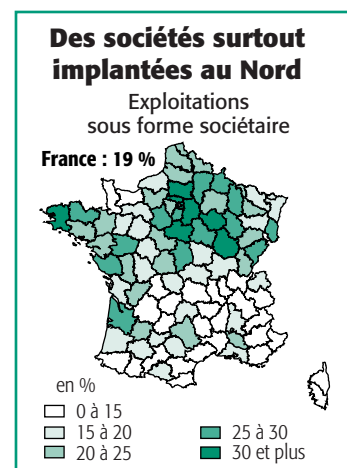 Des sociétés surtout
implantées au Nord
Exploitations
sous forme sociétaire
France : 19 %
en %
0 à 15
15 à 20
20 à 25
25 à 30
30 et plus